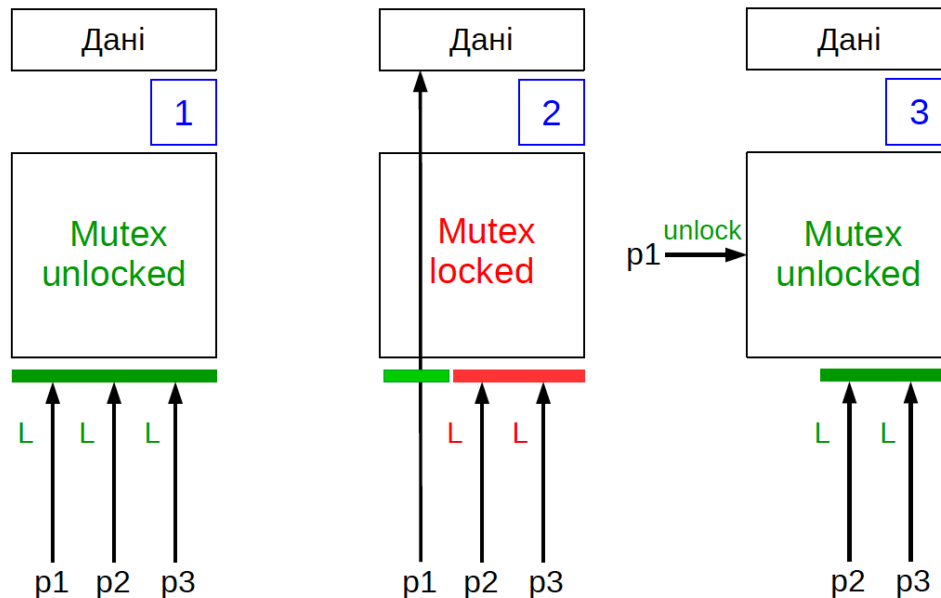 Дані
1
Mutex
unlocked
L L L
p1 p2 p3
Дані
2
Mutex
locked
L L
p1 p2 p3
Дані
3
p1 unlock
Mutex
unlocked
L L
p2 p3